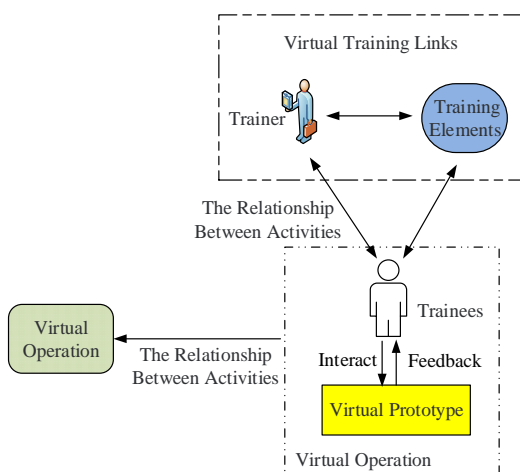 Virtual Training Links
Trainer
Training
Elements
The Relationship
Between Activities
Trainees
Virtual
Operation
The Relationship
Between Activities
Interact
Feedback
Virtual Prototype
Virtual Operation